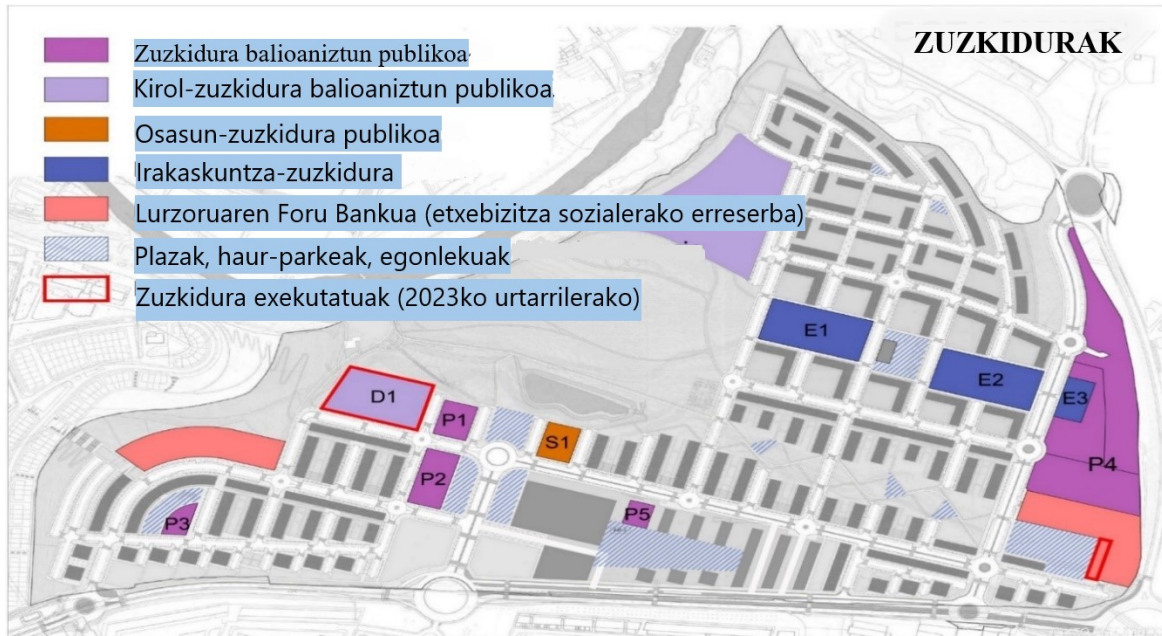 ZUZKIDURAK
Zuzkidura balioaniztun publikoa
Kirol-zuzkidura balioaniztun publikoa
Osasun-zuzkidura publikoa
Irakaskuntza-zuzkidura
Lurzoruaren Foru Bankua (etxebizitza sozialerako erreserba)
Plazak, haur-parkeak, egonlekuak
Zuzkidura exekutatuak (2023ko urtarrilerako)
E1
E2
E3
D1
P1
S1
P4
P2
P3
P5